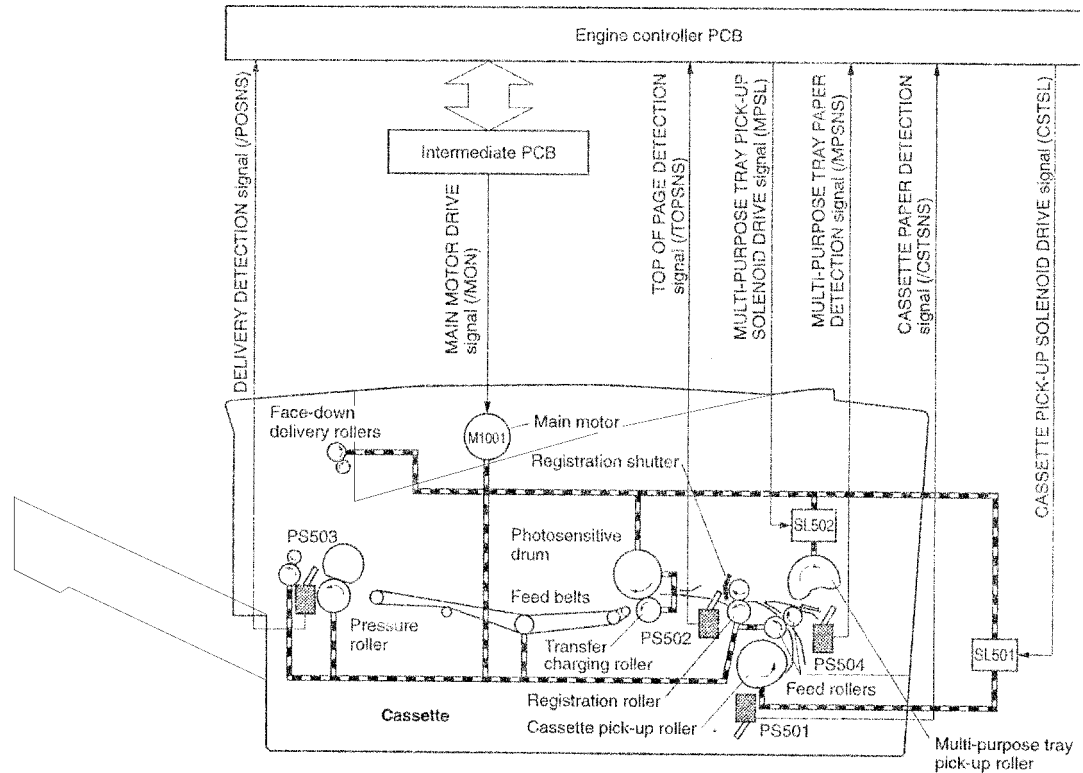 Engine controller PCB
Intermediate PCB
DELIVERY DETECTION signal (/POSNS)
MAIN MOTOR DRIVE
signal (/MON)
TOP OF PAGE DETECTION
signal (/TOPSNS)
MULTI-PURPOSE TRAY PICK-UP
SOLENOID DRIVE signal (MPSL)
MULTI-PURPOSE TRAY PAPER
DETECTION signal (/MPSNS)
CASSETTE PAPER DETECTION
signal (/CSTSNS)
CASSETTE PICK-UP SOLENOID DRIVE signal (CSTSL)
Face-down
delivery rollers
M1001
Main motor
Registration shutter
SL502
PS503
Photosensitive
drum
Feed belts
Pressure
roller
Transfer
charging roller
PS502
PS504
SL501
Registration roller
Feed rollers
Cassette
Cassette pick-up roller
PS501
Multi-purpose tray
pick-up roller